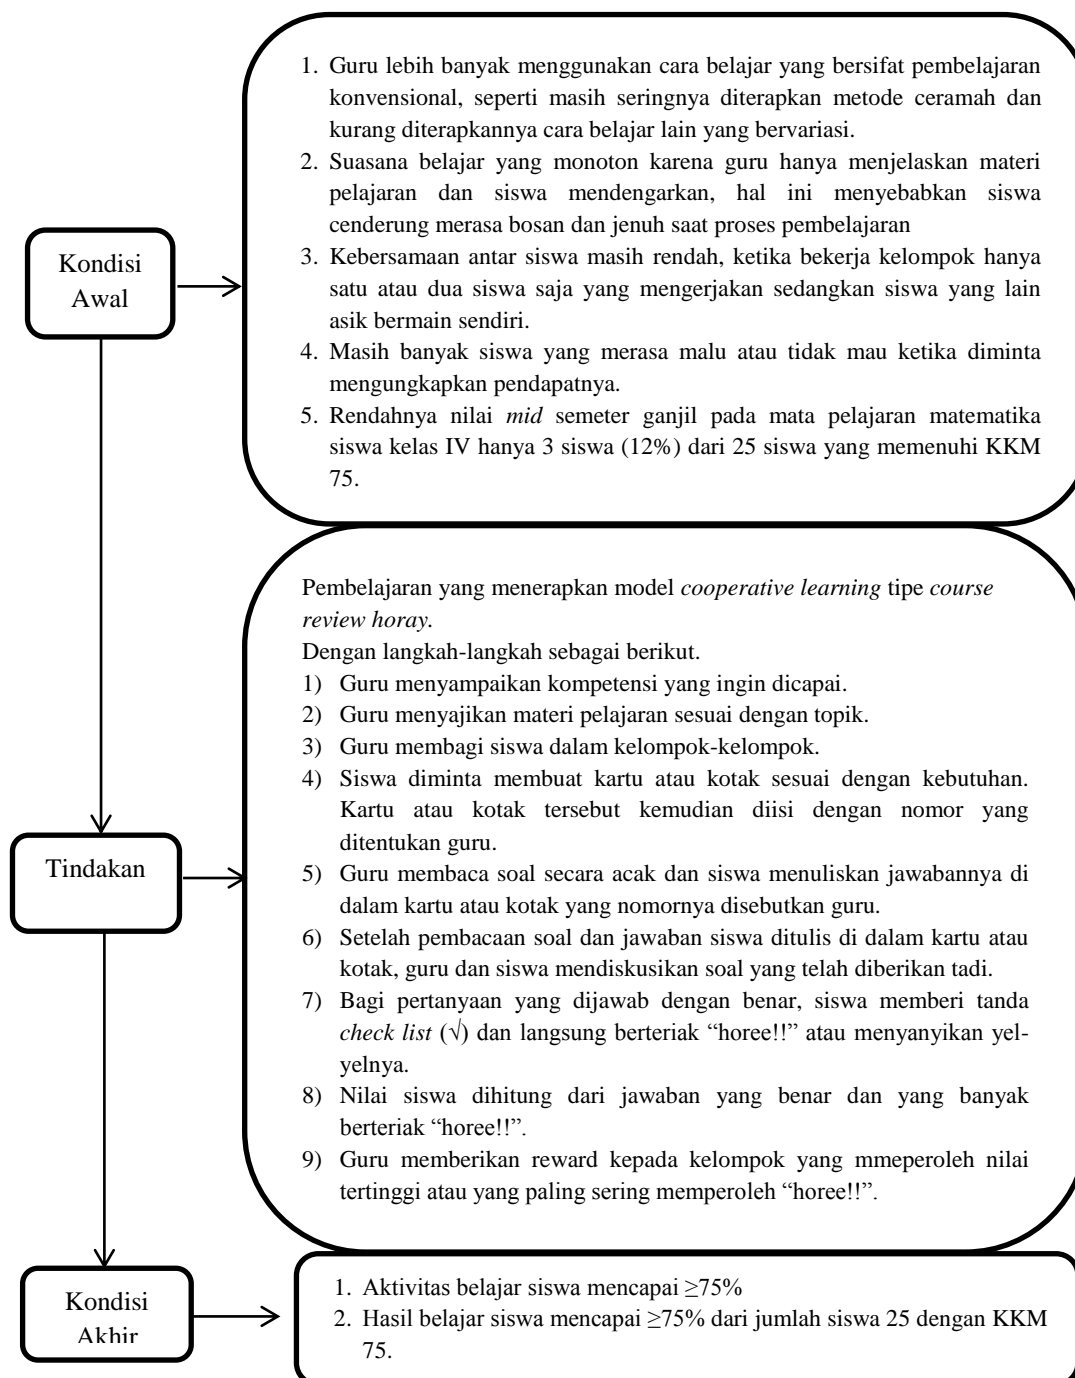 1. Guru lebih banyak menggunakan cara belajar yang bersifat pembelajaran
konvensional, seperti masih seringnya diterapkan metode ceramah dan
kurang diterapkannya cara belajar lain yang bervariasi.
2. Suasana belajar yang monoton karena guru hanya menjelaskan materi
pelajaran dan siswa mendengarkan, hal ini menyebabkan siswa
cenderung merasa bosan dan jenuh saat proses pembelajaran
3. Kebersamaan antar siswa masih rendah, ketika bekerja kelompok hanya
satu atau dua siswa saja yang mengerjakan sedangkan siswa yang lain
asik bermain sendiri.
4. Masih banyak siswa yang merasa malu atau tidak mau ketika diminta
mengungkapkan pendapatnya.
5. Rendahnya nilai mid semeter ganjil pada mata pelajaran matematika
siswa kelas IV hanya 3 siswa (12%) dari 25 siswa yang memenuhi KKM
75.
Kondisi
Awal
Pembelajaran yang menerapkan model cooperative learning tipe course
review horay.
Dengan langkah-langkah sebagai berikut.
1) Guru menyampaikan kompetensi yang ingin dicapai.
2) Guru menyajikan materi pelajaran sesuai dengan topik.
3) Guru membagi siswa dalam kelompok-kelompok.
4) Siswa diminta membuat kartu atau kotak sesuai dengan kebutuhan.
Kartu atau kotak tersebut kemudian diisi dengan nomor yang
ditentukan guru.
5) Guru membaca soal secara acak dan siswa menuliskan jawabannya di
dalam kartu atau kotak yang nomornya disebutkan guru.
6) Setelah pembacaan soal dan jawaban siswa ditulis di dalam kartu atau
kotak, guru dan siswa mendiskusikan soal yang telah diberikan tadi.
7) Bagi pertanyaan yang dijawab dengan benar, siswa memberi tanda
check list (√) dan langsung berteriak “horee!!” atau menyanyikan yel-
yelnya.
8) Nilai siswa dihitung dari jawaban yang benar dan yang banyak
berteriak “horee!!”.
9) Guru memberikan reward kepada kelompok yang mmeperoleh nilai
tertinggi atau yang paling sering memperoleh “horee!!”.
Tindakan
Kondisi
Akhir
1. Aktivitas belajar siswa mencapai ≥75%
2. Hasil belajar siswa mencapai ≥75% dari jumlah siswa 25 dengan KKM
75.